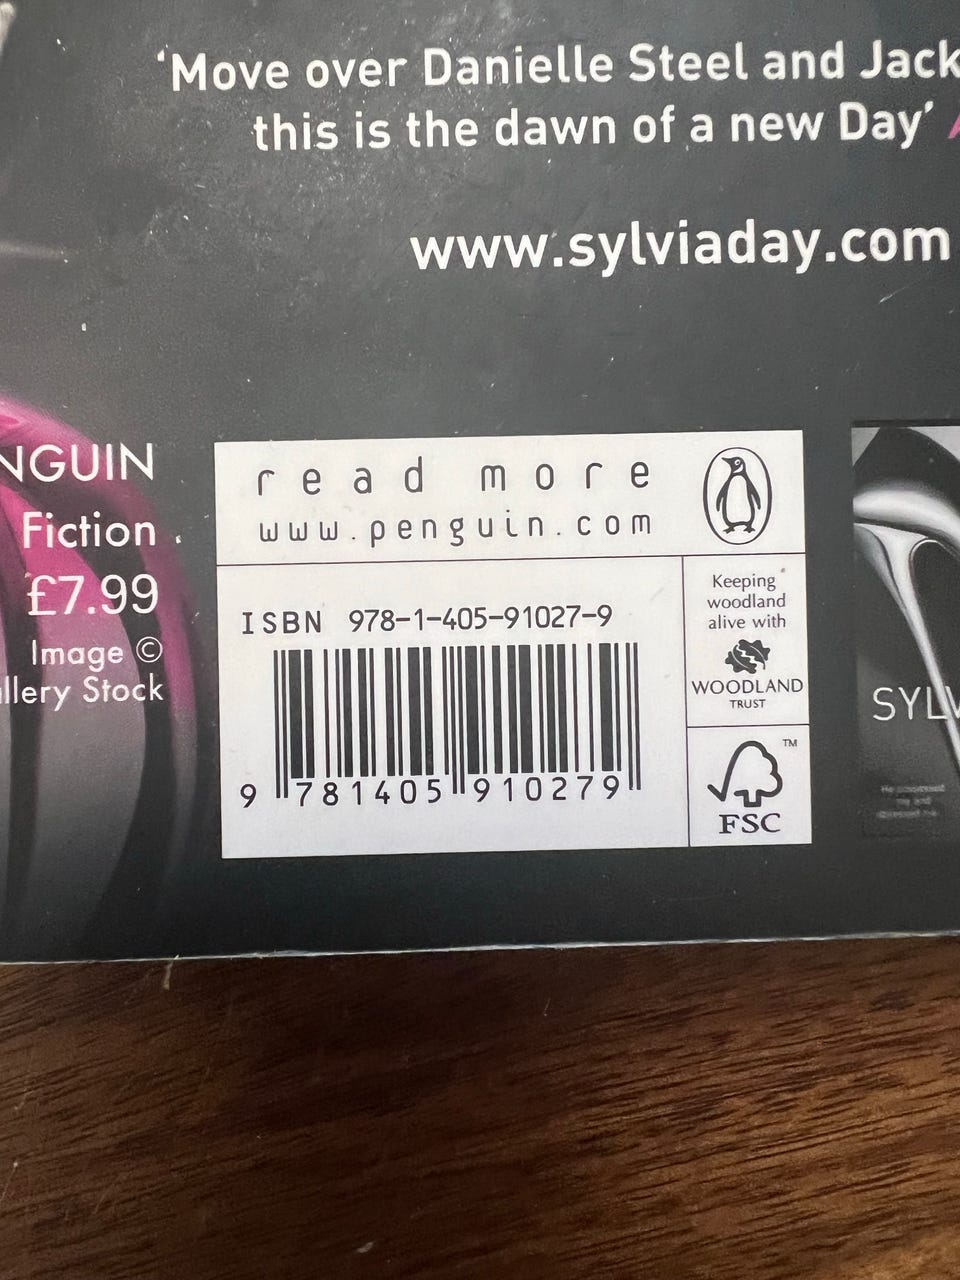 ‘Move over Danielle Steel and Jack
this is the dawn of a new Day’
www.sylviaday.com
NGUIN
Fiction
£7.99
Image ©
llery Stock
read more
www.penguin.com
ISBN 978-1-405-91027-9
9 781405 910279
Keeping
woodland
alive with
WOODLAND
TRUST
TM
FSC
SYLV